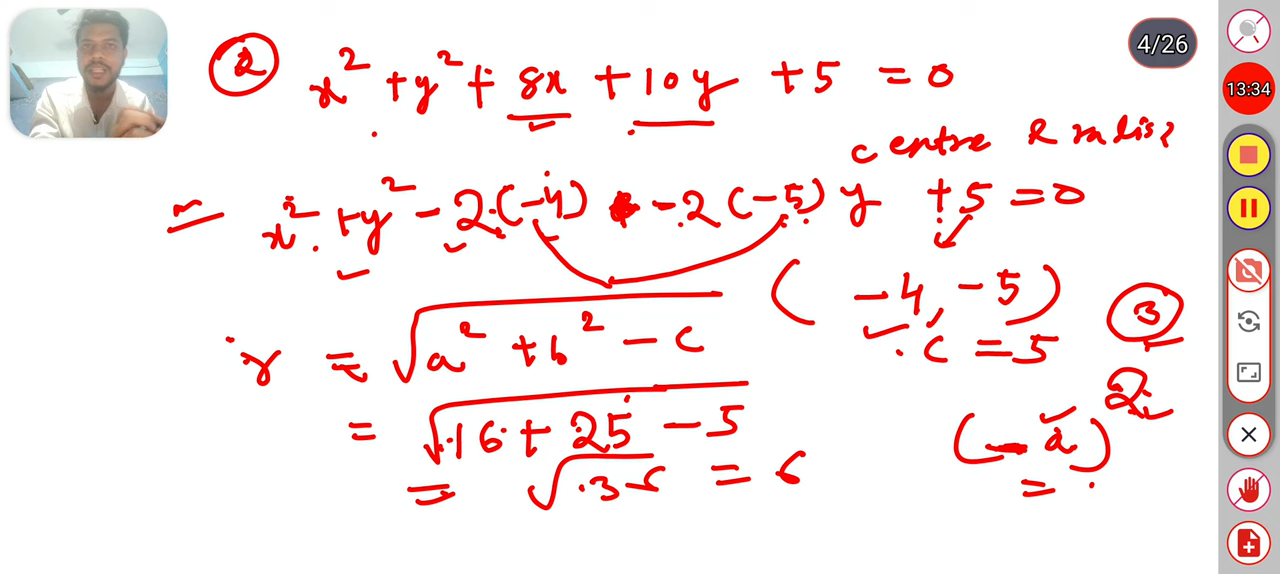 4/26
② x² + y² + 8x + 10y + 5 = 0
13:34
centre & radius
= x² + y² - 2.(-4) - 2(-5)y + 5 = 0
(-4, -5)
③
r = √a² + b² - c
c = 5
= √16 + 25 - 5
(-a)²
= √36 = 6
=